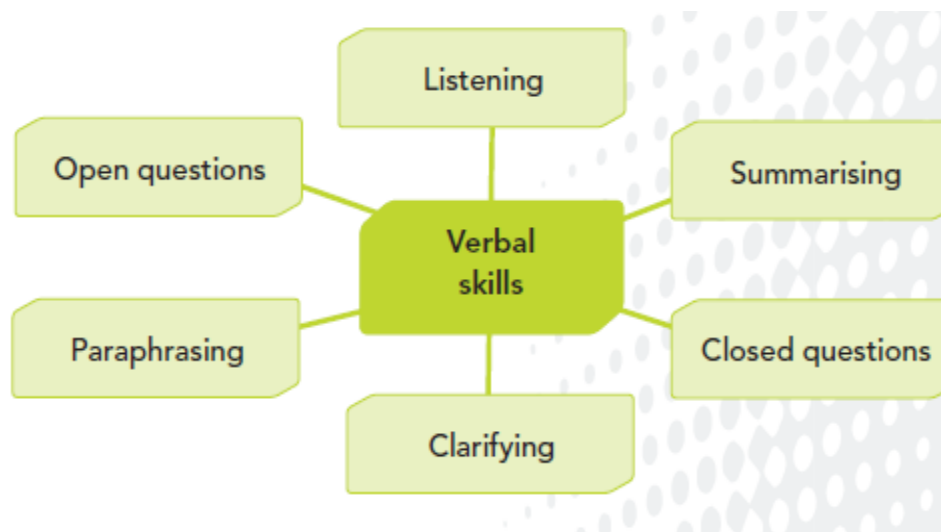 Listening
Open questions
Summarising
Verbal
skills
Paraphrasing
Closed questions
Clarifying